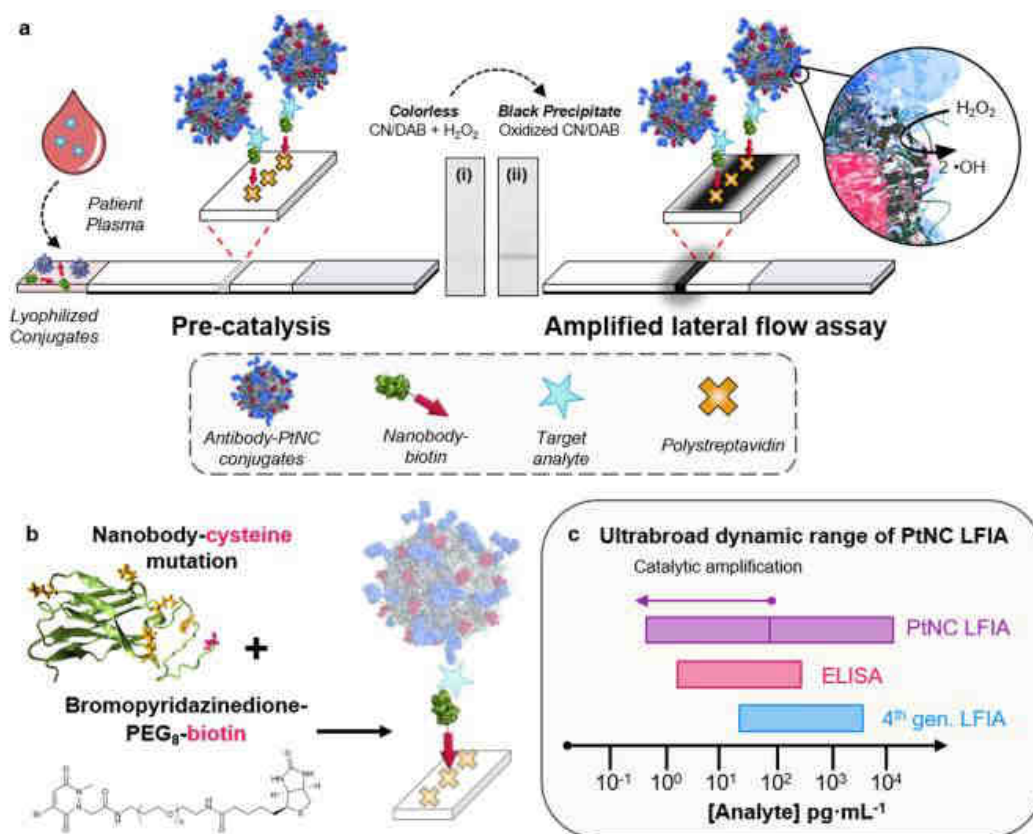 a
Colorless
CN/DAB + H₂O₂
Black Precipitate
Oxidized CN/DAB
H₂O₂
2 •OH
(i)
(ii)
Patient
Plasma
Lyophilized
Conjugates
Pre-catalysis
Amplified lateral flow assay
Antibody-PtNC
conjugates
Nanobody-
biotin
Target
analyte
Polystreptavidin
b
Nanobody-cysteine
mutation
+
Bromopyridazinedione-
PEG₈-biotin
c
Ultrabroad dynamic range of PtNC LFIA
Catalytic amplification
PtNC LFIA
ELISA
4th gen. LFIA
10⁻¹ 10⁰ 10¹ 10² 10³ 10⁴
[Analyte] pg·mL⁻¹